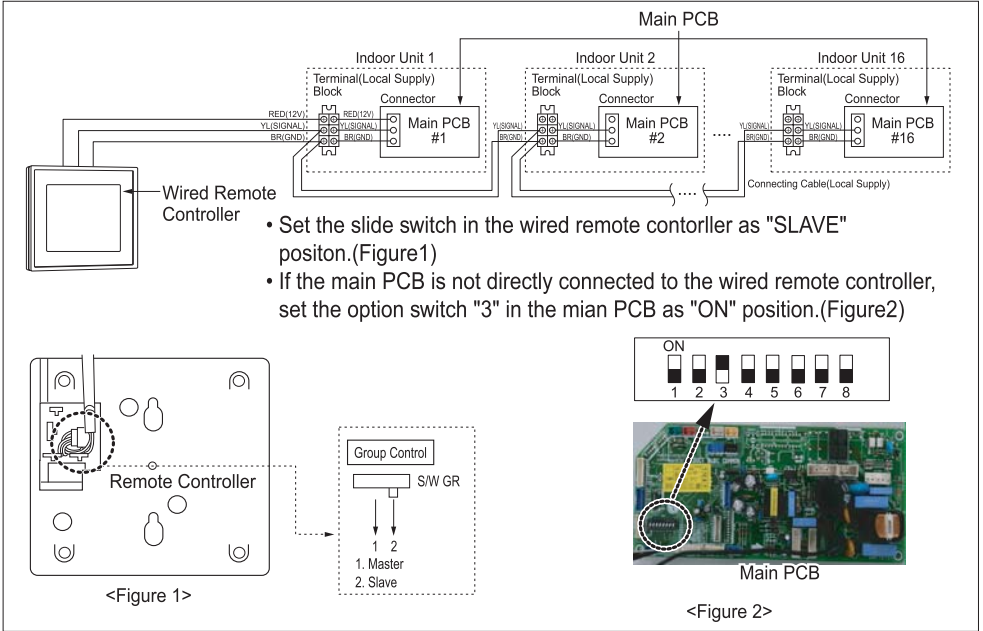 Main PCB
Indoor Unit 1
Indoor Unit 2
Indoor Unit 16
Terminal(Local Supply)
Block
Connector
Terminal(Local Supply)
Block
Connector
Terminal(Local Supply)
Block
Connector
RED(12V)
YL(SIGNAL)
BR(GND)
RED(12V)
YL(SIGNAL)
BR(GND)
Main PCB
#1
YL(SIGNAL)
BR(GND)
YL(SIGNAL)
BR(GND)
Main PCB
#2
....
YL(SIGNAL)
BR(GND)
YL(SIGNAL)
BR(GND)
Main PCB
#16
....
Connecting Cable(Local Supply)
Wired Remote
Controller
• Set the slide switch in the wired remote contorller as "SLAVE"
positon.(Figure1)
• If the main PCB is not directly connected to the wired remote controller,
set the option switch "3" in the mian PCB as "ON" position.(Figure2)
Remote Controller
<Figure 1>
Group Control
S/W GR
1 2
1. Master
2. Slave
ON
1 2 3 4 5 6 7 8
Main PCB
<Figure 2>